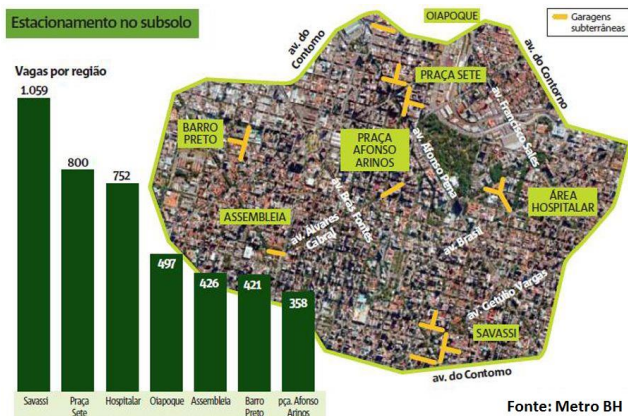 Estacionamento no subsolo
Garagens
subterrâneas
Vagas por região
1.059
800
752
497
426
421
358
Savassi
Praça
Sete
Hospitalar
Oiapoque
Assembleia
Barro
Preto
pça. Afonso
Arinos
OIAPOQUE
av. do
Contorno
PRAÇA SETE
av. do Contorno
av. Francisco Sales
BARRO
PRETO
PRAÇA
AFONSO
ARINOS
av. Afonso Pena
ÁREA
HOSPITALAR
ASSEMBLEIA
av. Álvares
Cabral
av. Brasil
av. Getúlio Vargas
SAVASSI
av. do Contorno
Fonte: Metro BH